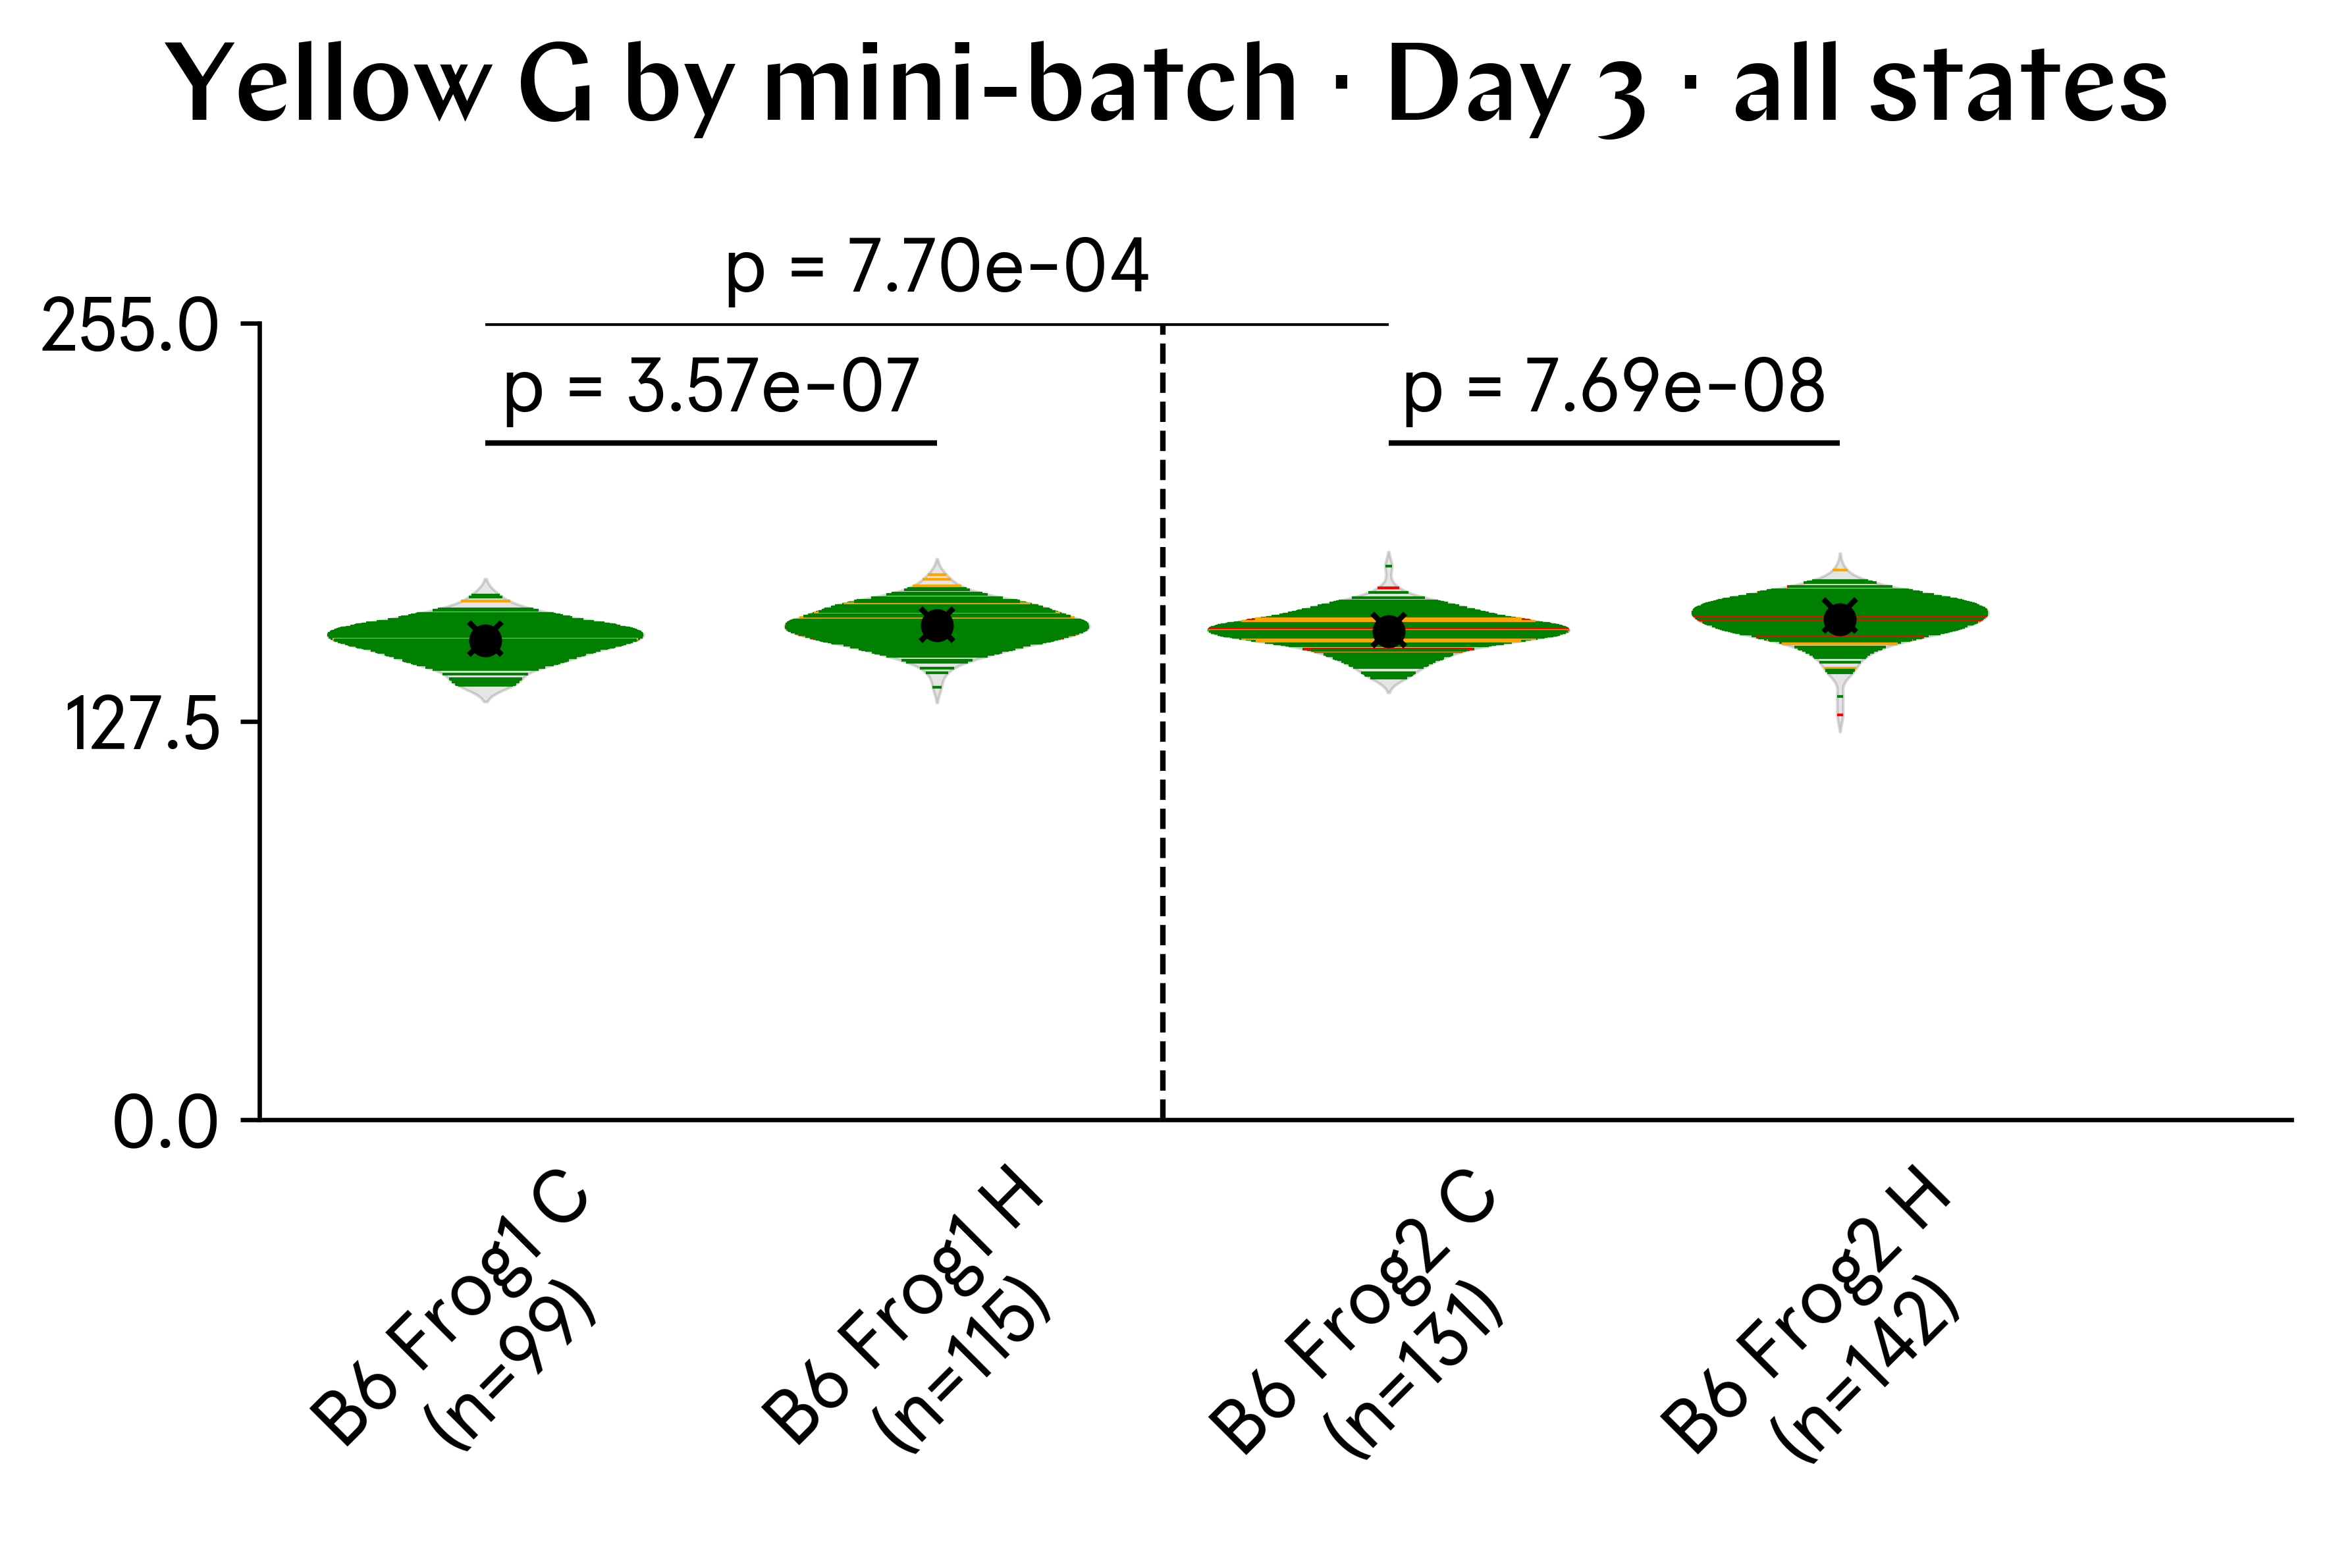 Yellow G by mini-batch · Day 3 · all states
p = 7.70e-04
255.0
p = 3.57e-07
p = 7.69e-08
127.5
0.0
B6 Frog1 C
(n=99)
B6 Frog1 H
(n=115)
B6 Frog2 C
(n=131)
B6 Frog2 H
(n=142)